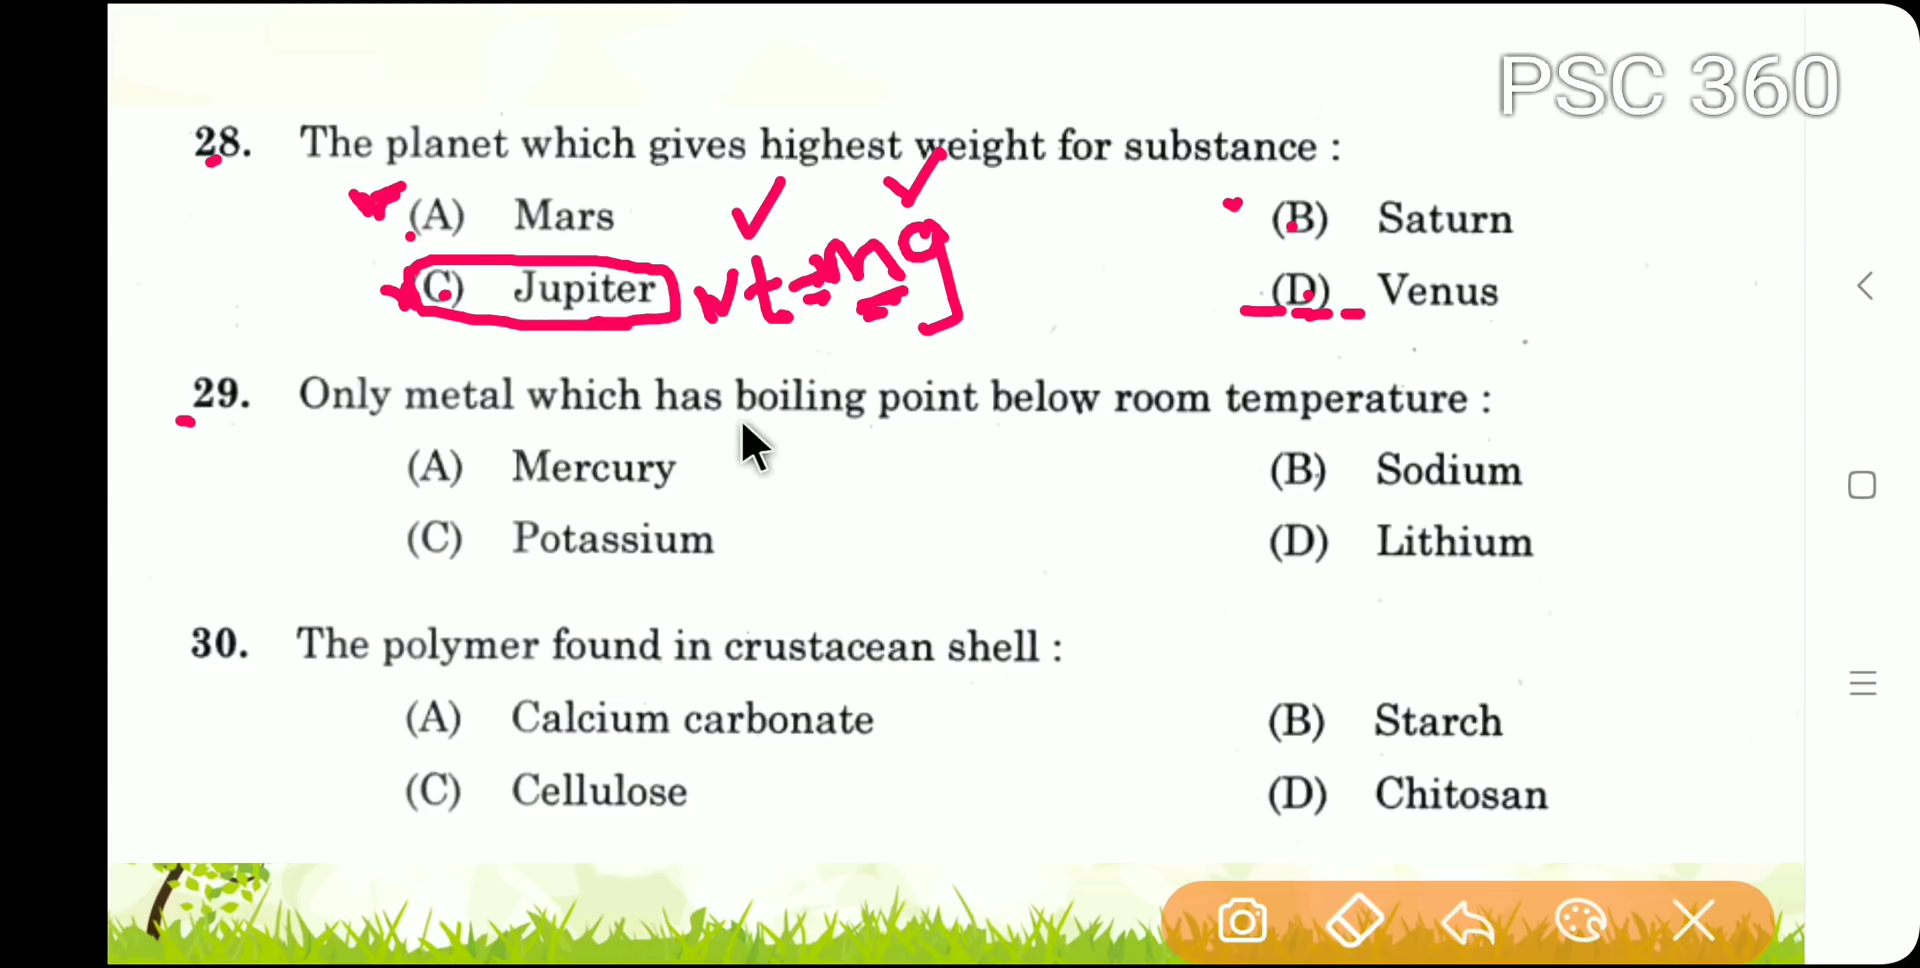 PSC 360
28. The planet which gives highest weight for substance :
(A) Mars (B) Saturn
(C) Jupiter wt=mg (D) Venus
29. Only metal which has boiling point below room temperature :
(A) Mercury (B) Sodium
(C) Potassium (D) Lithium
30. The polymer found in crustacean shell :
(A) Calcium carbonate (B) Starch
(C) Cellulose (D) Chitosan